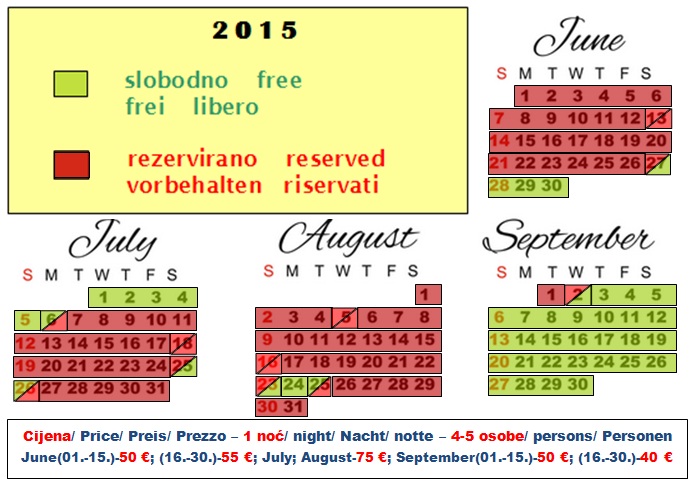 2015
slobodno free
frei libero
rezervirano reserved
vorbehalten riservati
June
S M T W T F S
1 2 3 4 5 6
7 8 9 10 11 12 13
14 15 16 17 18 19 20
21 22 23 24 25 26 27
28 29 30
July
S M T W T F S
1 2 3 4
5 6 7 8 9 10 11
12 13 14 15 16 17 18
19 20 21 22 23 24 25
26 27 28 29 30 31
August
S M T W T F S
1
2 3 4 5 6 7 8
9 10 11 12 13 14 15
16 17 18 19 20 21 22
23 24 25 26 27 28 29
30 31
September
S M T W T F S
1 2 3 4 5
6 7 8 9 10 11 12
13 14 15 16 17 18 19
20 21 22 23 24 25 26
27 28 29 30
Cijena/ Price/ Preis/ Prezzo – 1 noć/ night/ Nacht/ notte – 4-5 osobe/ persons/ Personen
June(01.-15.)-50 €; (16.-30.)-55 €; July; August-75 €; September(01.-15.)-50 €; (16.-30.)-40 €